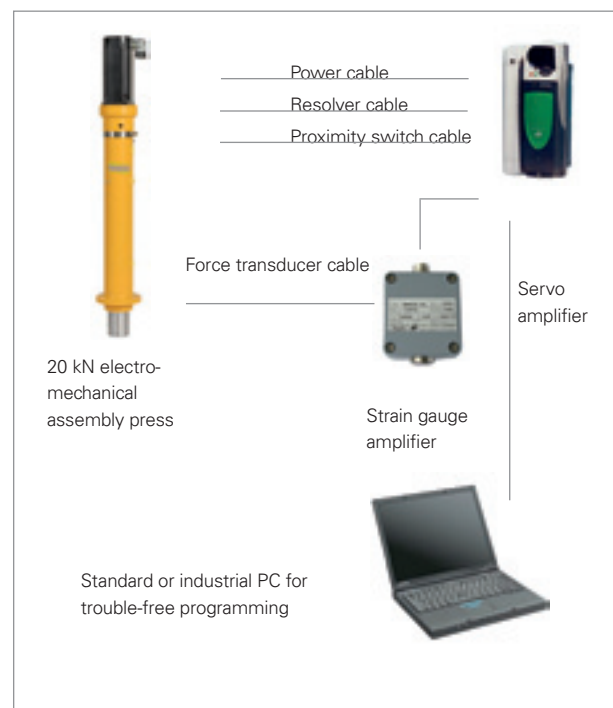 Power cable
Resolver cable
Proximity switch cable
Force transducer cable
Servo
amplifier
20 kN electro-
mechanical
assembly press
Strain gauge
amplifier
Standard or industrial PC for
trouble-free programming